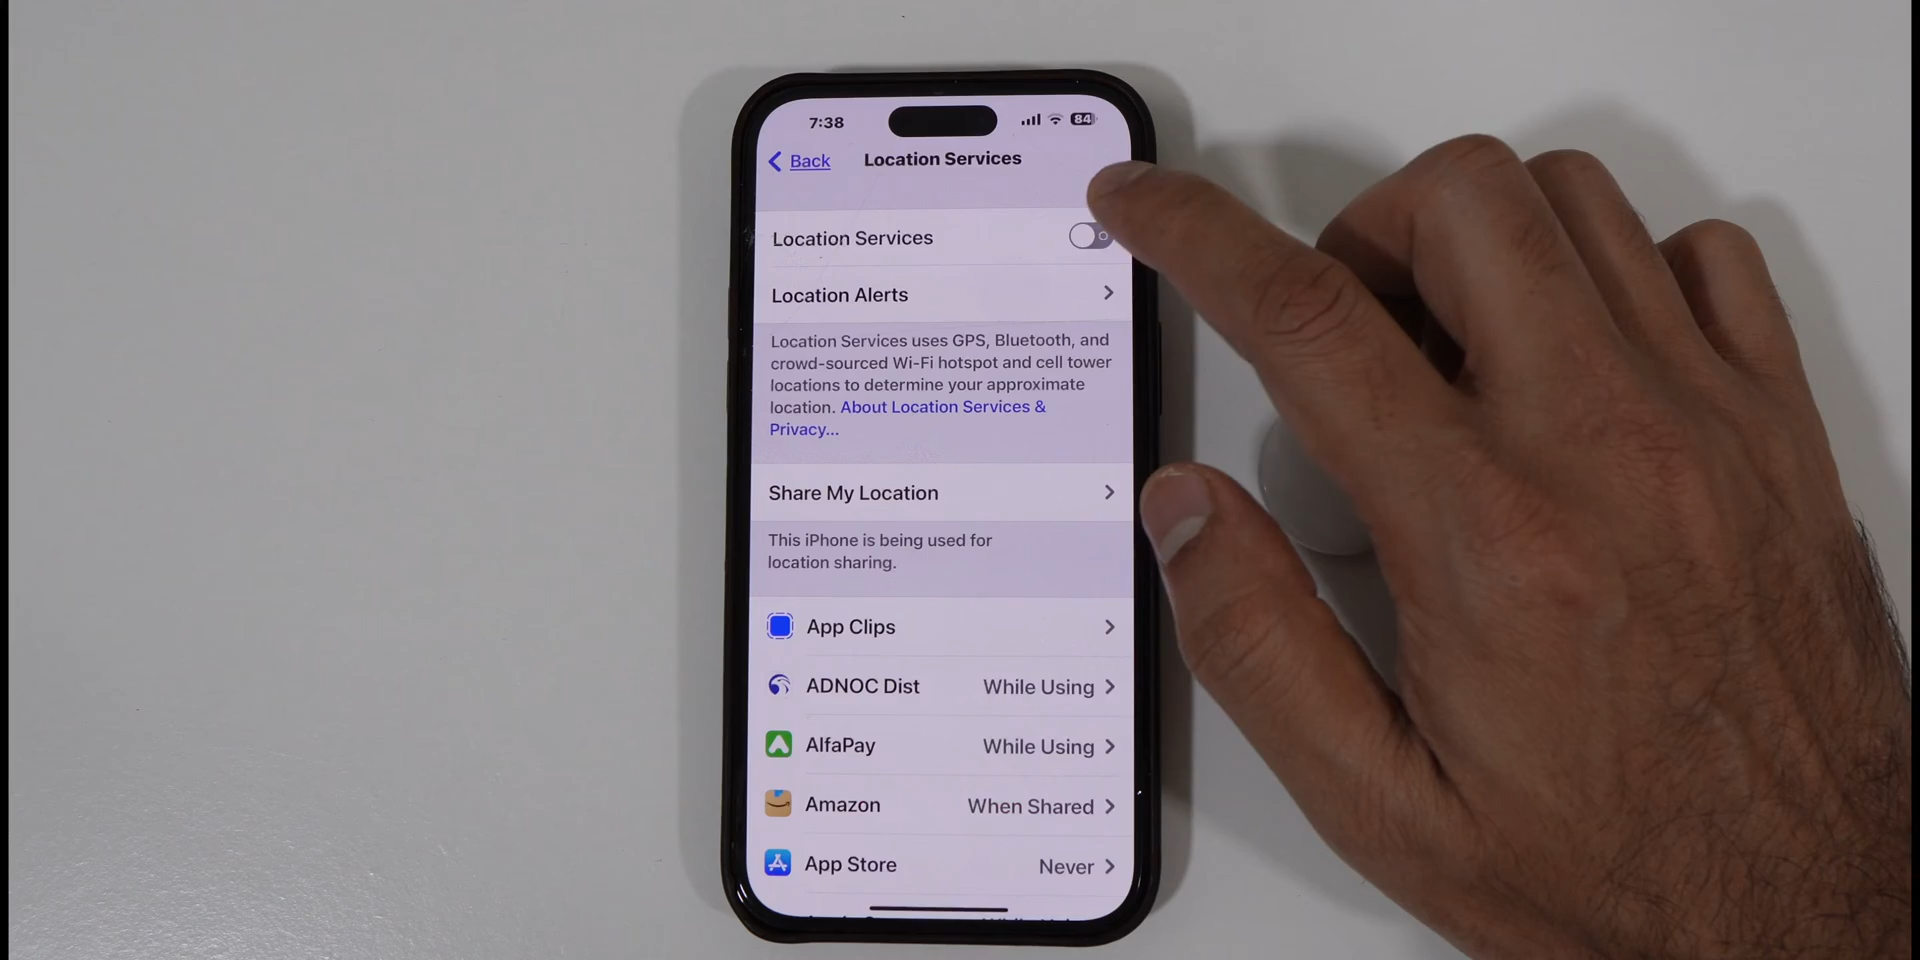 7:38
84
Back
Location Services
Location Services
Location Alerts
Location Services uses GPS, Bluetooth, and
crowd-sourced Wi-Fi hotspot and cell tower
locations to determine your approximate
location. About Location Services &
Privacy...
Share My Location
This iPhone is being used for
location sharing.
App Clips
ADNOC Dist While Using
AlfaPay While Using
Amazon When Shared
App Store Never